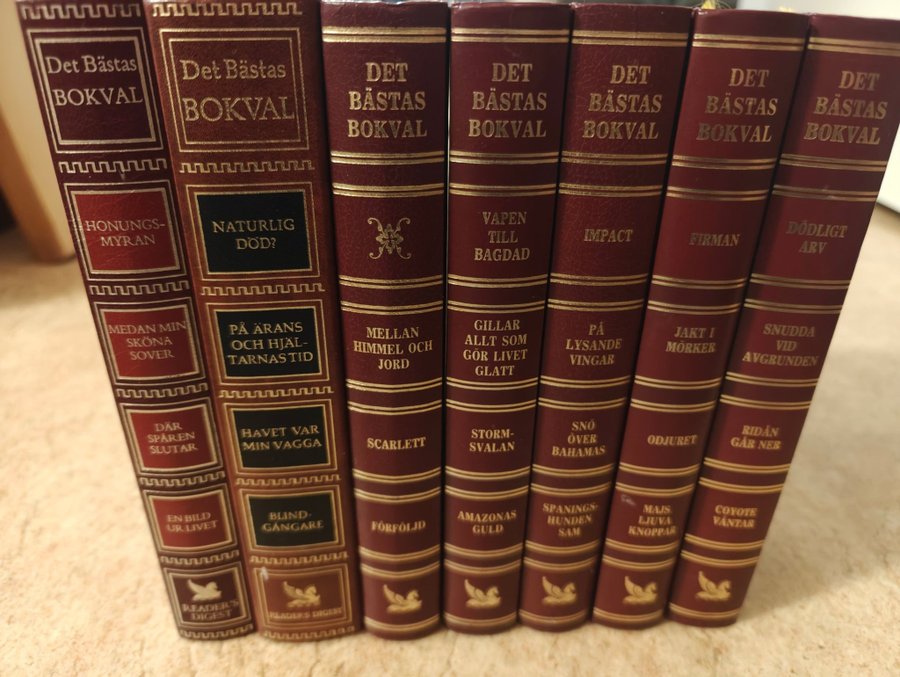 Det Bästas
BOKVAL
HONUNGS-
MYRAN
MEDAN MIN
SKÖNA
SOVER
DÄR
SPÅREN
SLUTAR
EN BILD
UR LIVET
READER'S
DIGEST
Det Bästas
BOKVAL
NATURLIG
DÖD?
PÅ ÄRANS
OCH HJÄL-
TARNAS TID
HAVET VAR
MIN VAGGA
BLIND-
GÅNGARE
READER'S DIGEST
DET
BÄSTAS
BOKVAL
MELLAN
HIMMEL OCH
JORD
SCARLETT
FÖRFÖLJD
DET
BÄSTAS
BOKVAL
VAPEN
TILL
BAGDAD
GILLAR
ALLT SOM
GÖR LIVET
GLATT
STORM-
SVALAN
AMAZONAS
GULD
DET
BÄSTAS
BOKVAL
IMPACT
PÅ
LYSANDE
VINGAR
SNÖ
ÖVER
BAHAMAS
SPANINGS-
HUNDEN
SAM
DET
BÄSTAS
BOKVAL
FIRMAN
JAKT I
MÖRKER
ODJURET
MAJS
LJUVA
KNOPPAR
DET
BÄSTAS
BOKVAL
DÖDLIGT
ARV
SNUDDA
VID
AVGRUNDEN
RIDÅN
GÅR NER
COYOTE
VÄNTAR